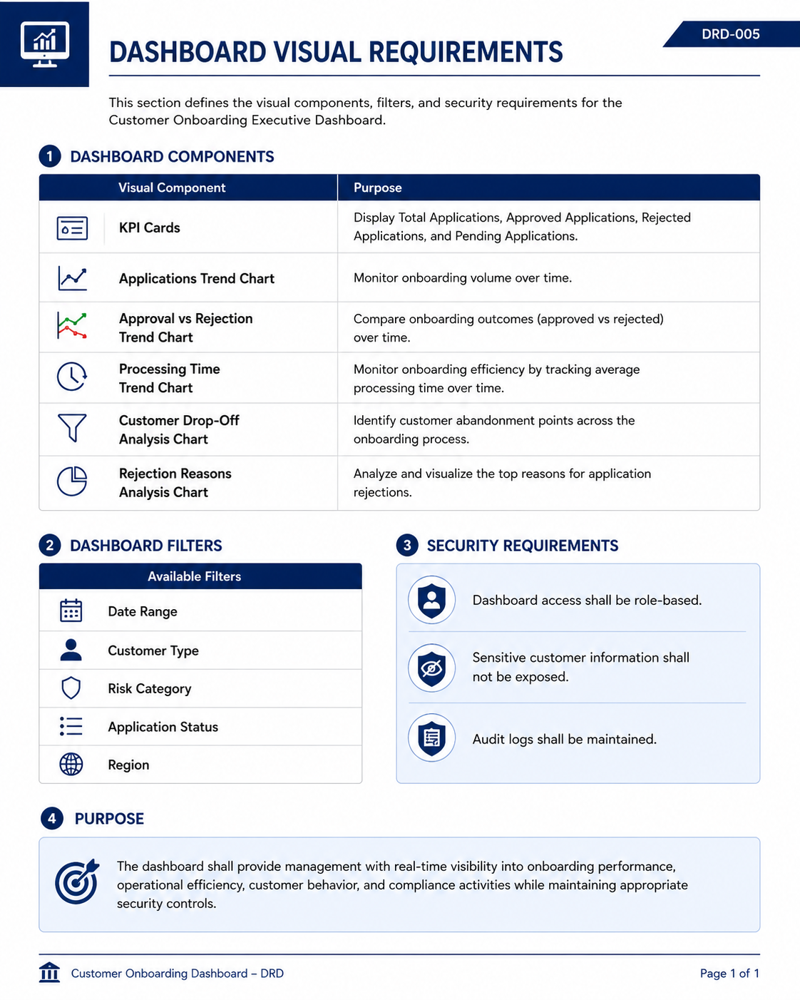 DRD-005
DASHBOARD VISUAL REQUIREMENTS
This section defines the visual components, filters, and security requirements for the
Customer Onboarding Executive Dashboard.
1 DASHBOARD COMPONENTS
Visual Component Purpose
KPI Cards
Display Total Applications, Approved Applications, Rejected
Applications, and Pending Applications.
Applications Trend Chart
Monitor onboarding volume over time.
Approval vs Rejection
Trend Chart
Compare onboarding outcomes (approved vs rejected)
over time.
Processing Time
Trend Chart
Monitor onboarding efficiency by tracking average
processing time over time.
Customer Drop-Off
Analysis Chart
Identify customer abandonment points across the
onboarding process.
Rejection Reasons
Analysis Chart
Analyze and visualize the top reasons for application
rejections.
2 DASHBOARD FILTERS
Available Filters
Date Range
Customer Type
Risk Category
Application Status
Region
3 SECURITY REQUIREMENTS
Dashboard access shall be role-based.
Sensitive customer information shall
not be exposed.
Audit logs shall be maintained.
4 PURPOSE
The dashboard shall provide management with real-time visibility into onboarding performance,
operational efficiency, customer behavior, and compliance activities while maintaining appropriate
security controls.
Customer Onboarding Dashboard – DRD
Page 1 of 1